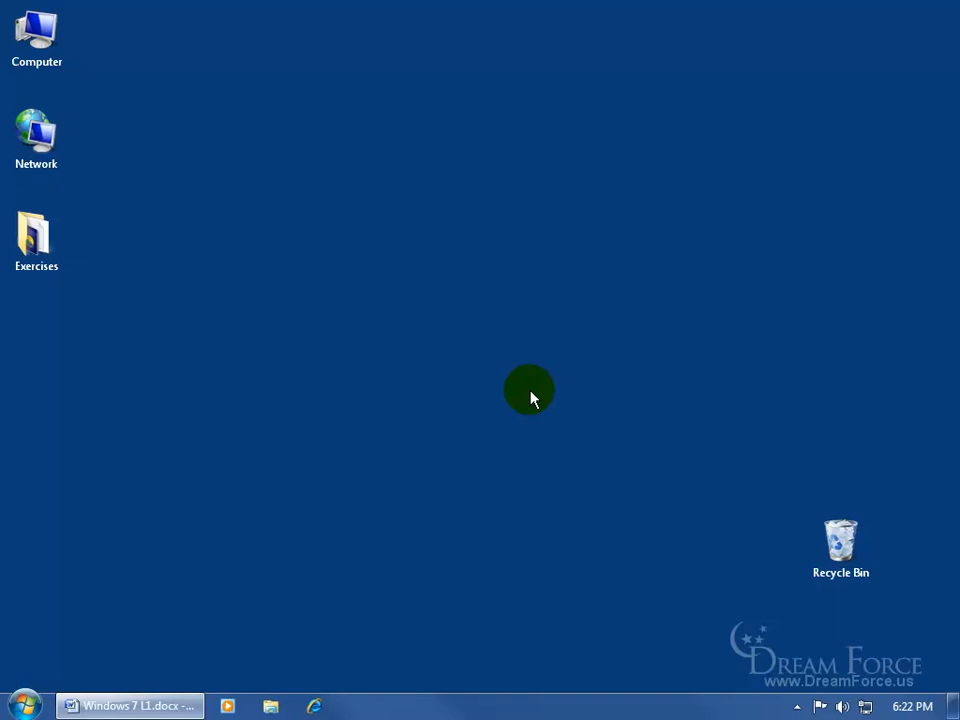 Computer
Network
Exercises
Recycle Bin
DREAM FORCE
www.DreamForce.us
Windows 7 L1.docx -...
6:22 PM